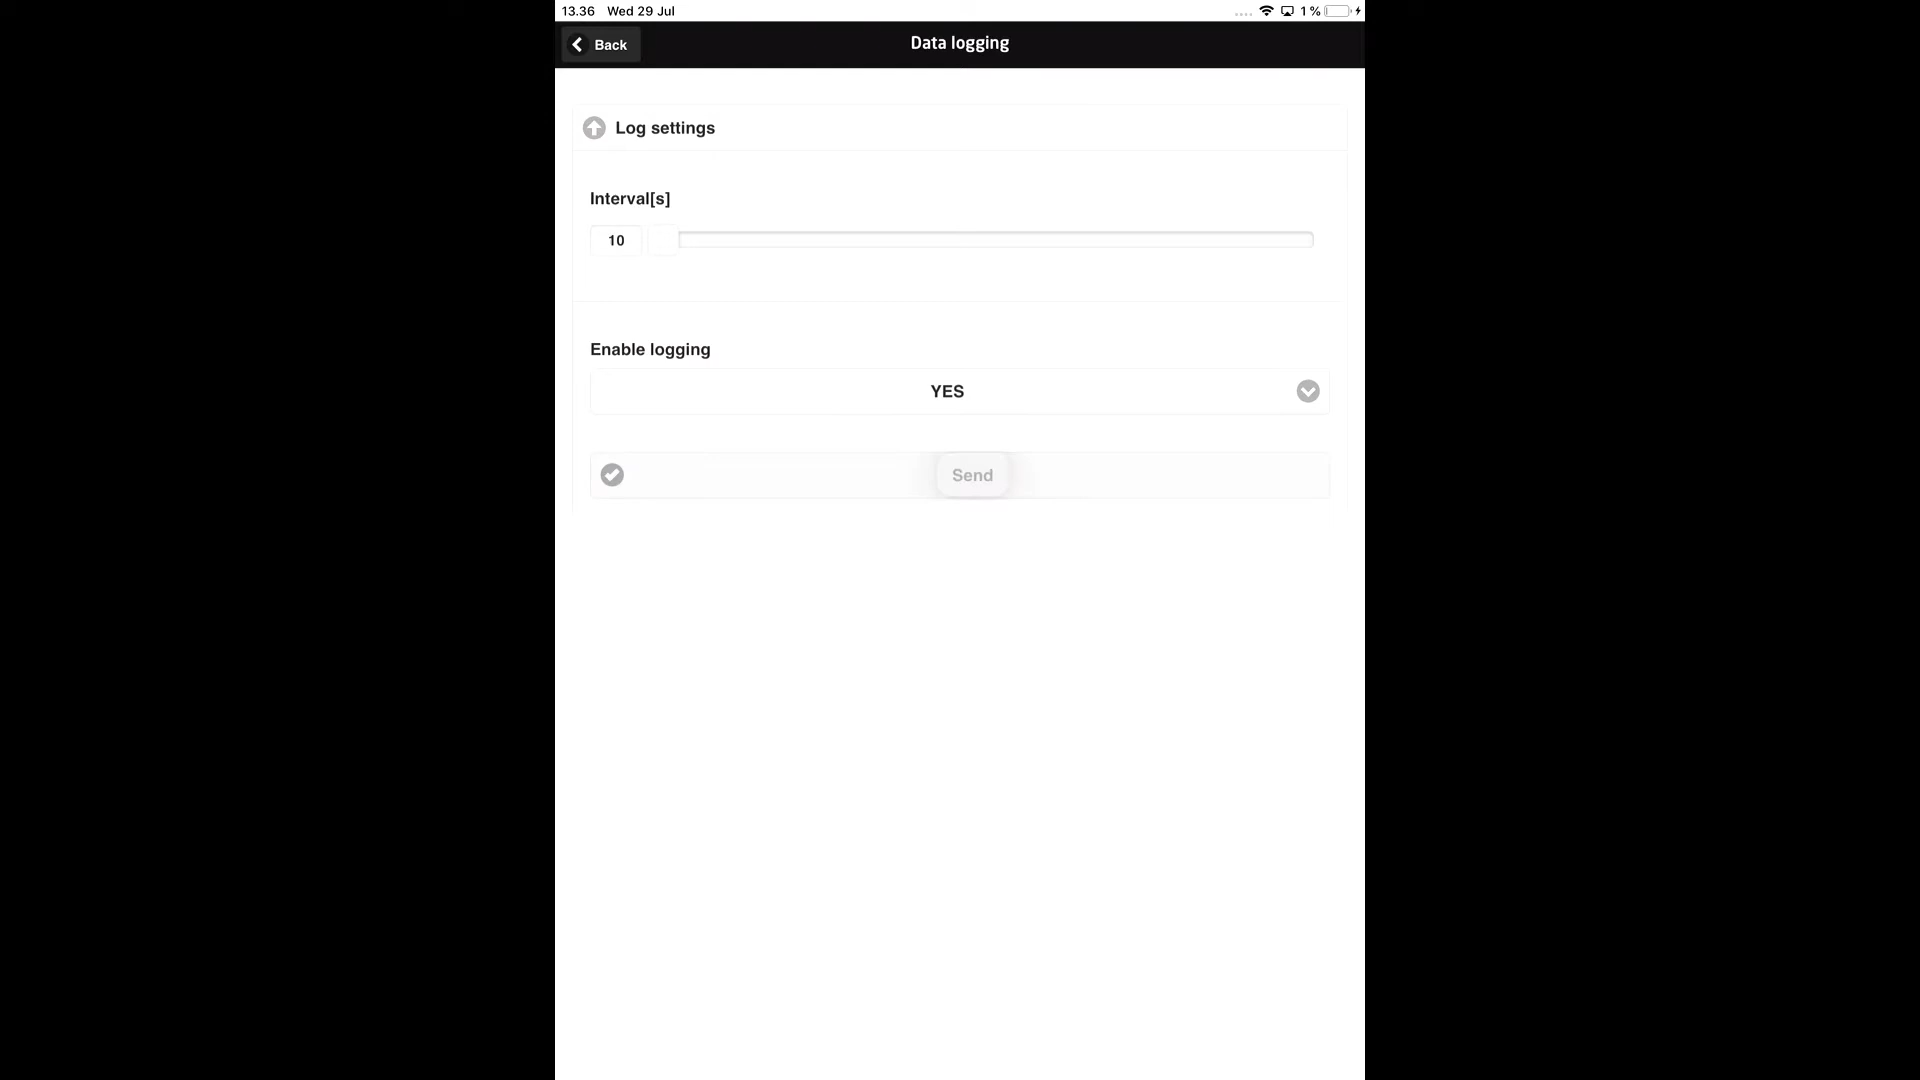 13.36 Wed 29 Jul 1 %
Back
Data logging
Log settings
Interval[s]
10
Enable logging
YES
Send